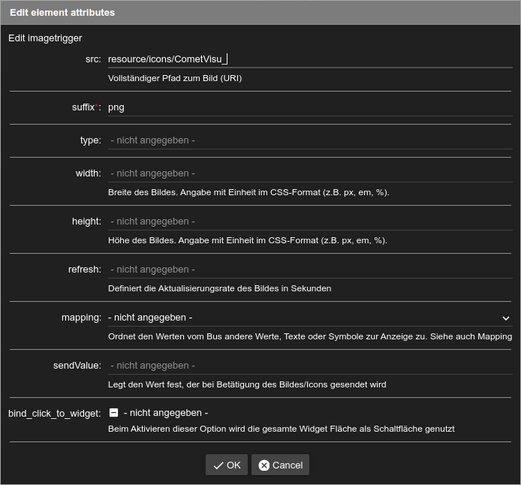 Edit element attributes
Edit imagetrigger
src: resource/icons/CometVisu_
Vollständiger Pfad zum Bild (URI)
suffix*: png
type: - nicht angegeben -
width: - nicht angegeben -
Breite des Bildes. Angabe mit Einheit im CSS-Format (z.B. px, em, %).
height: - nicht angegeben -
Höhe des Bildes. Angabe mit Einheit im CSS-Format (z.B. px, em, %).
refresh: - nicht angegeben -
Definiert die Aktualisierungsrate des Bildes in Sekunden
mapping: - nicht angegeben -
Ordnet den Werten vom Bus andere Werte, Texte oder Symbole zur Anzeige zu. Siehe auch Mapping
sendValue: - nicht angegeben -
Legt den Wert fest, der bei Betätigung des Bildes/Icons gesendet wird
bind_click_to_widget: - nicht angegeben -
Beim Aktivieren dieser Option wird die gesamte Widget Fläche als Schaltfläche genutzt
OK Cancel